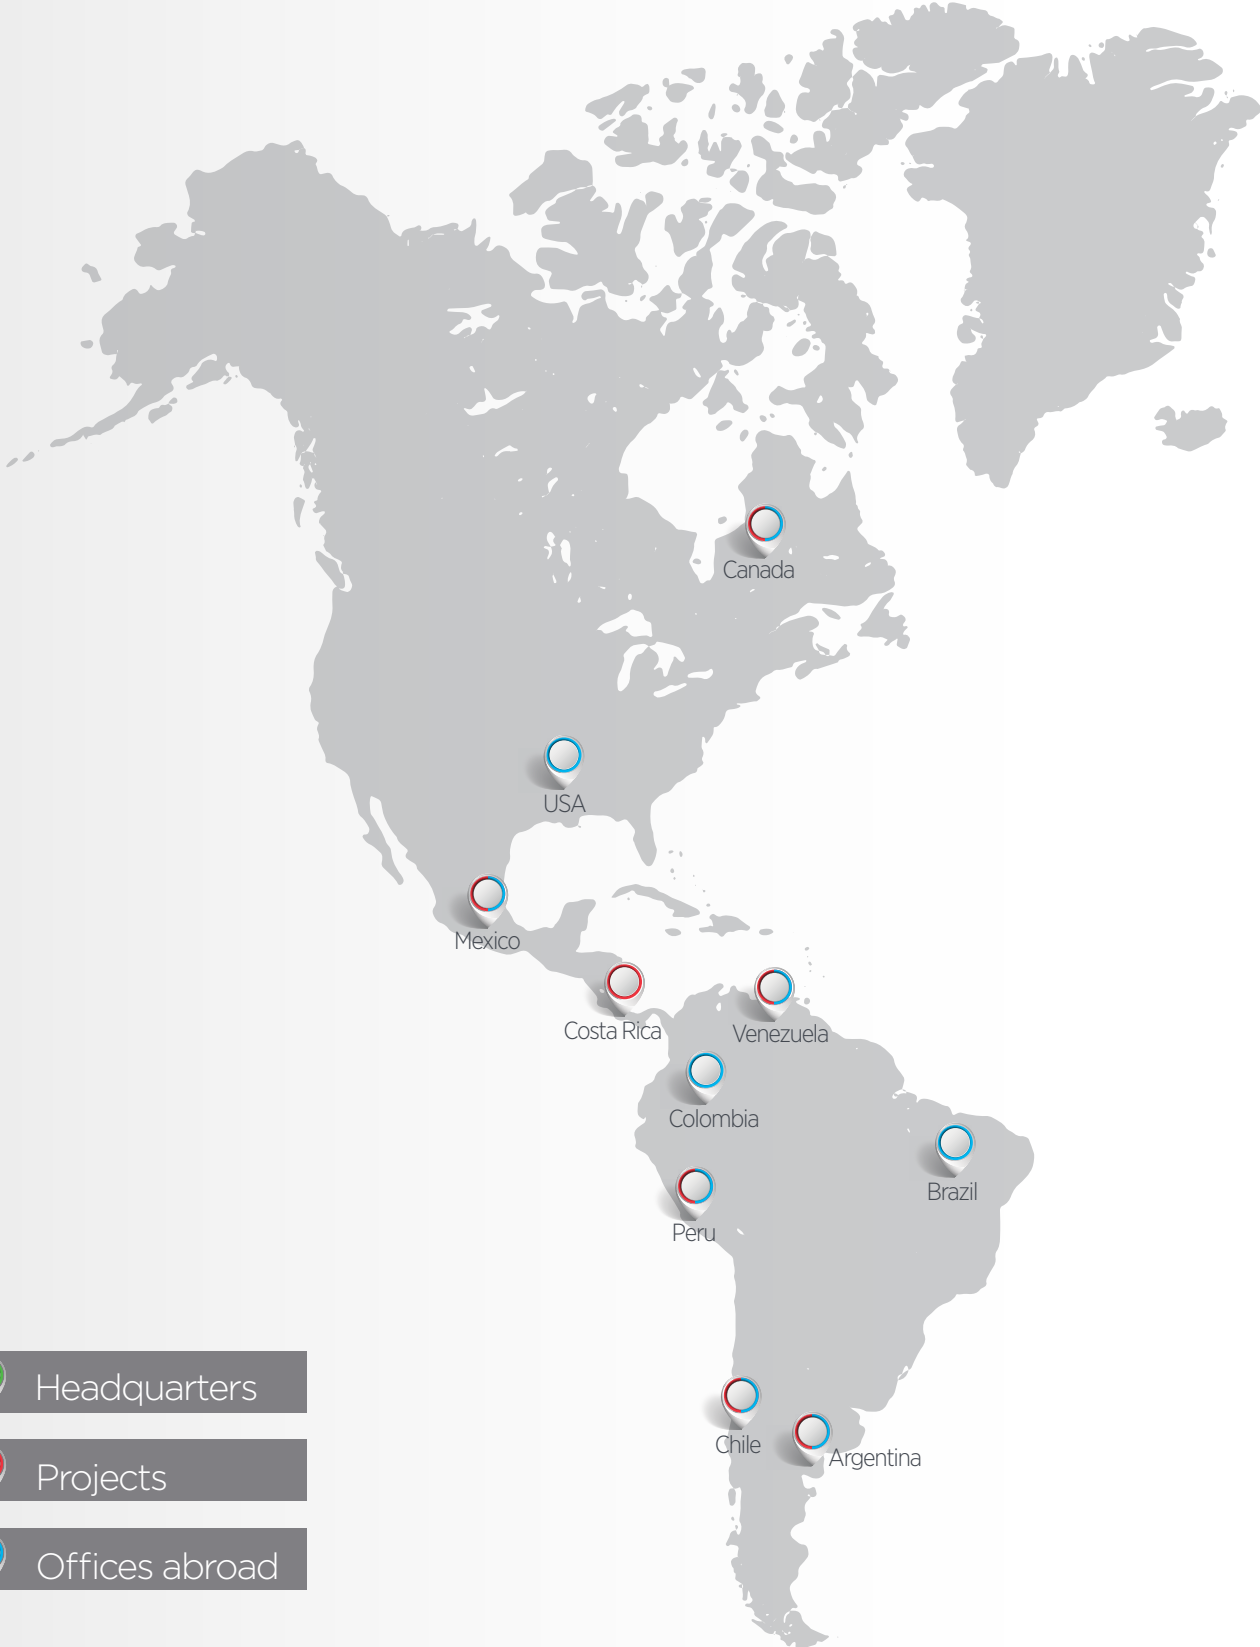 Canada
USA
Mexico
Costa Rica
Venezuela
Colombia
Brazil
Peru
Chile
Argentina
Headquarters
Projects
Offices abroad